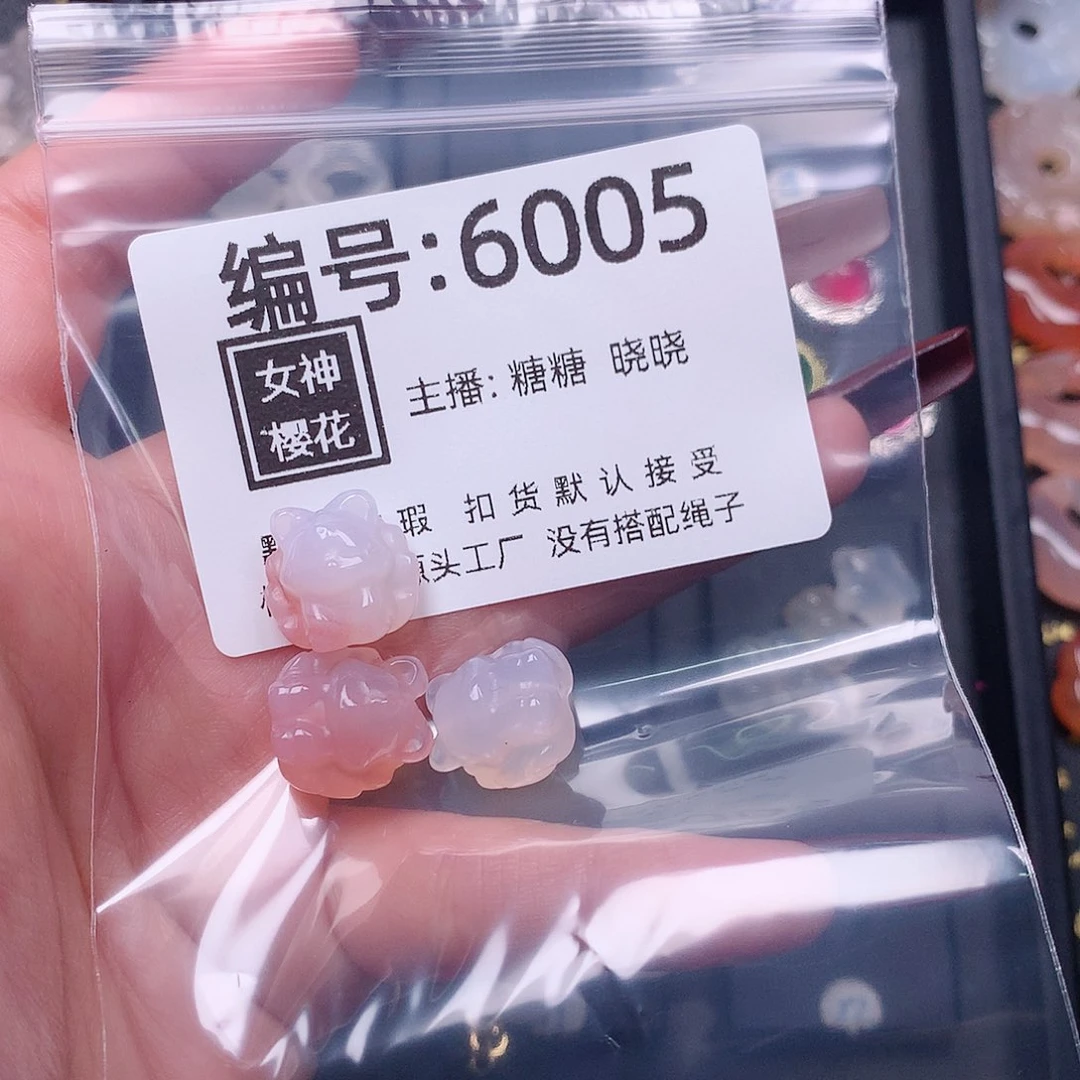 编号:6005
女神
樱花
主播: 糖糖 晓晓
瑕 扣货默认接受
头工厂 没有搭配绳子